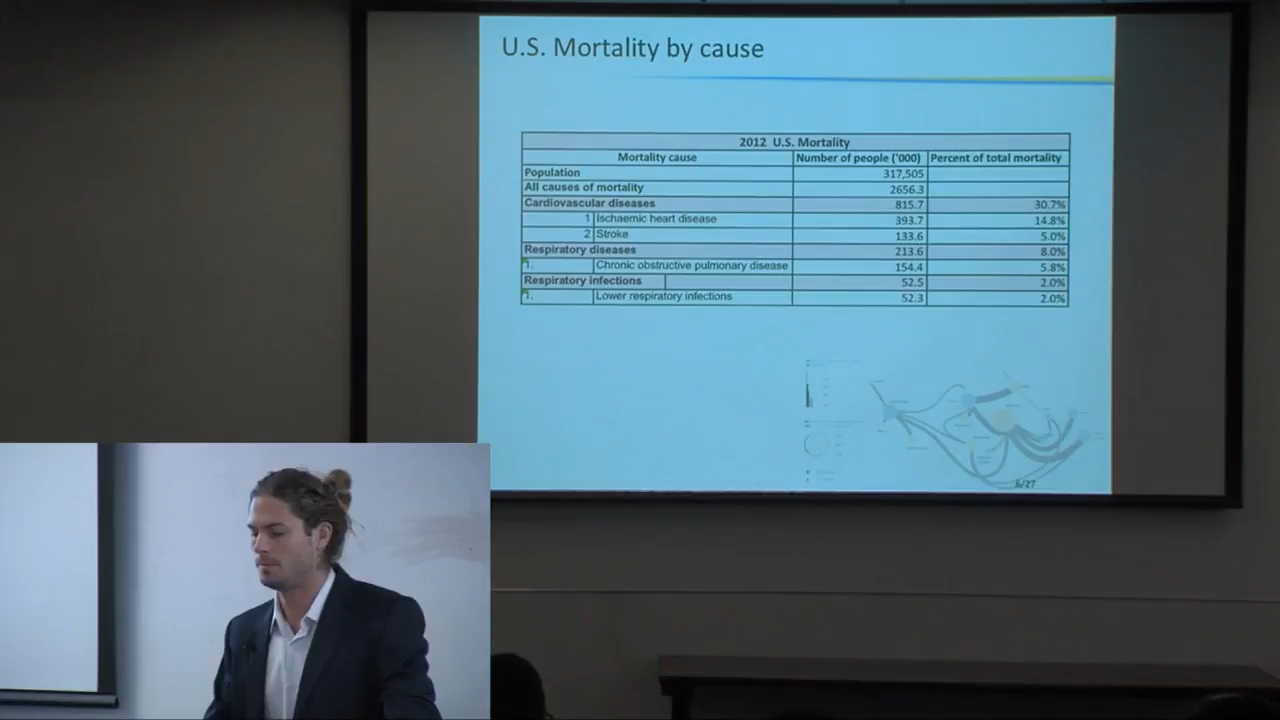 U.S. Mortality by cause
2012 U.S. Mortality
Mortality cause Number of people ('000) Percent of total mortality
Population 317,505
All causes of mortality 2656.3
Cardiovascular diseases 815.7 30.7%
1 Ischaemic heart disease 393.7 14.8%
2 Stroke 133.6 5.0%
Respiratory diseases 213.6 8.0%
1. Chronic obstructive pulmonary disease 154.4 5.8%
Respiratory infections 52.5 2.0%
1. Lower respiratory infections 52.3 2.0%
6/27